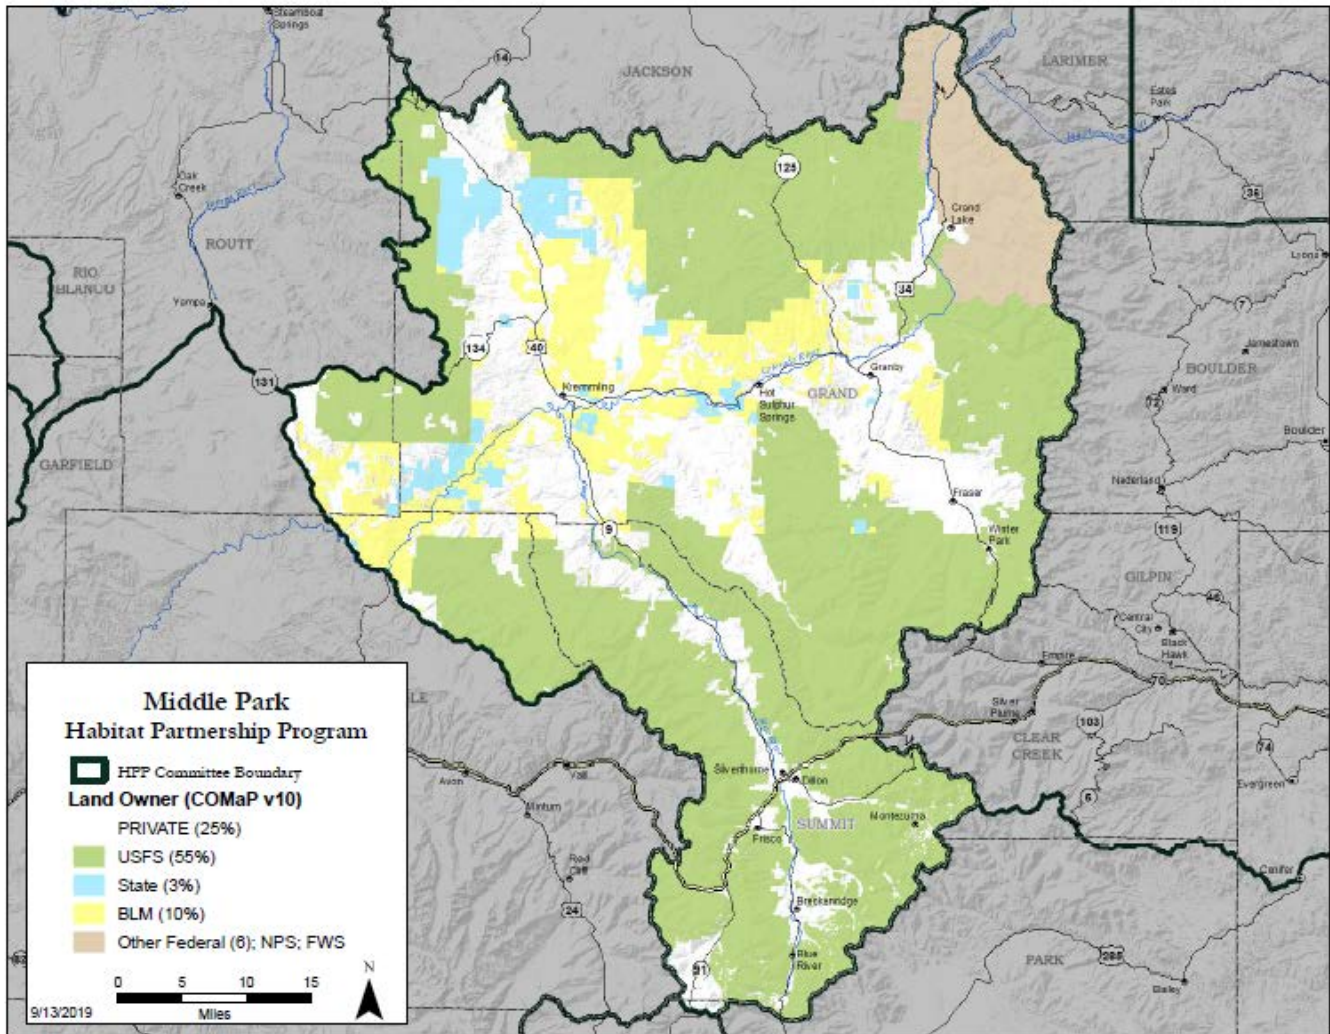 Steamboat
Springs
14
JACKSON
LARIMER
Estes
Park
125
36
Oak
Creek
Grand
Lake
ROUTT
Lyons
RIO
BLANCO
34
7
Yampa
134
40
Jamestown
BOULDER
131
Granby
Ward
72
Kremmling
Hot
Sulphur
Springs
GRAND
Boulder
GARFIELD
Nederland
Fraser
9
119
Winter
Park
GILPIN
46
Central
City
Black
Hawk
Empire
70
Silver
Plume
103
CLEAR
CREEK
74
Evergreen
6
Middle Park
Habitat Partnership Program
HPP Committee Boundary
Land Owner (COMaP v10)
PRIVATE (25%)
USFS (55%)
State (3%)
BLM (10%)
Other Federal (6); NPS; FWS
0 5 10 15
Miles
N
9/13/2019
LE
Avon
Vail
Minturn
Red
Cliff
24
Silverthorne
Dillon
SUMMIT
Montezuma
Frisco
Breckenridge
Blue
River
91
Conifer
PARK
285
Bailey